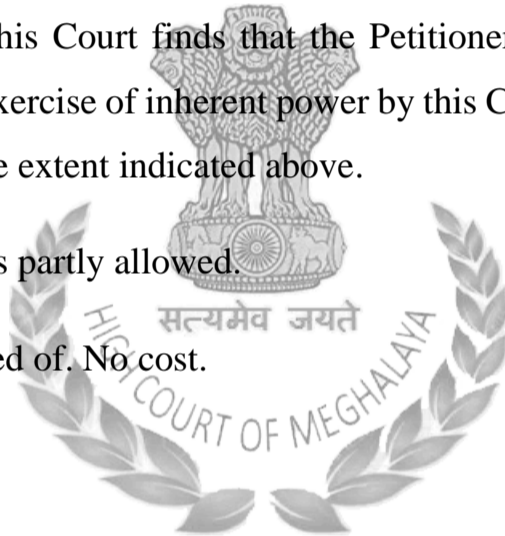 his Court finds that the Petitioner
xercise of inherent power by this C
e extent indicated above.
s partly allowed.
सत्यमेव जयते
ed of. No cost.
HIGH COURT OF MEGHALAYA